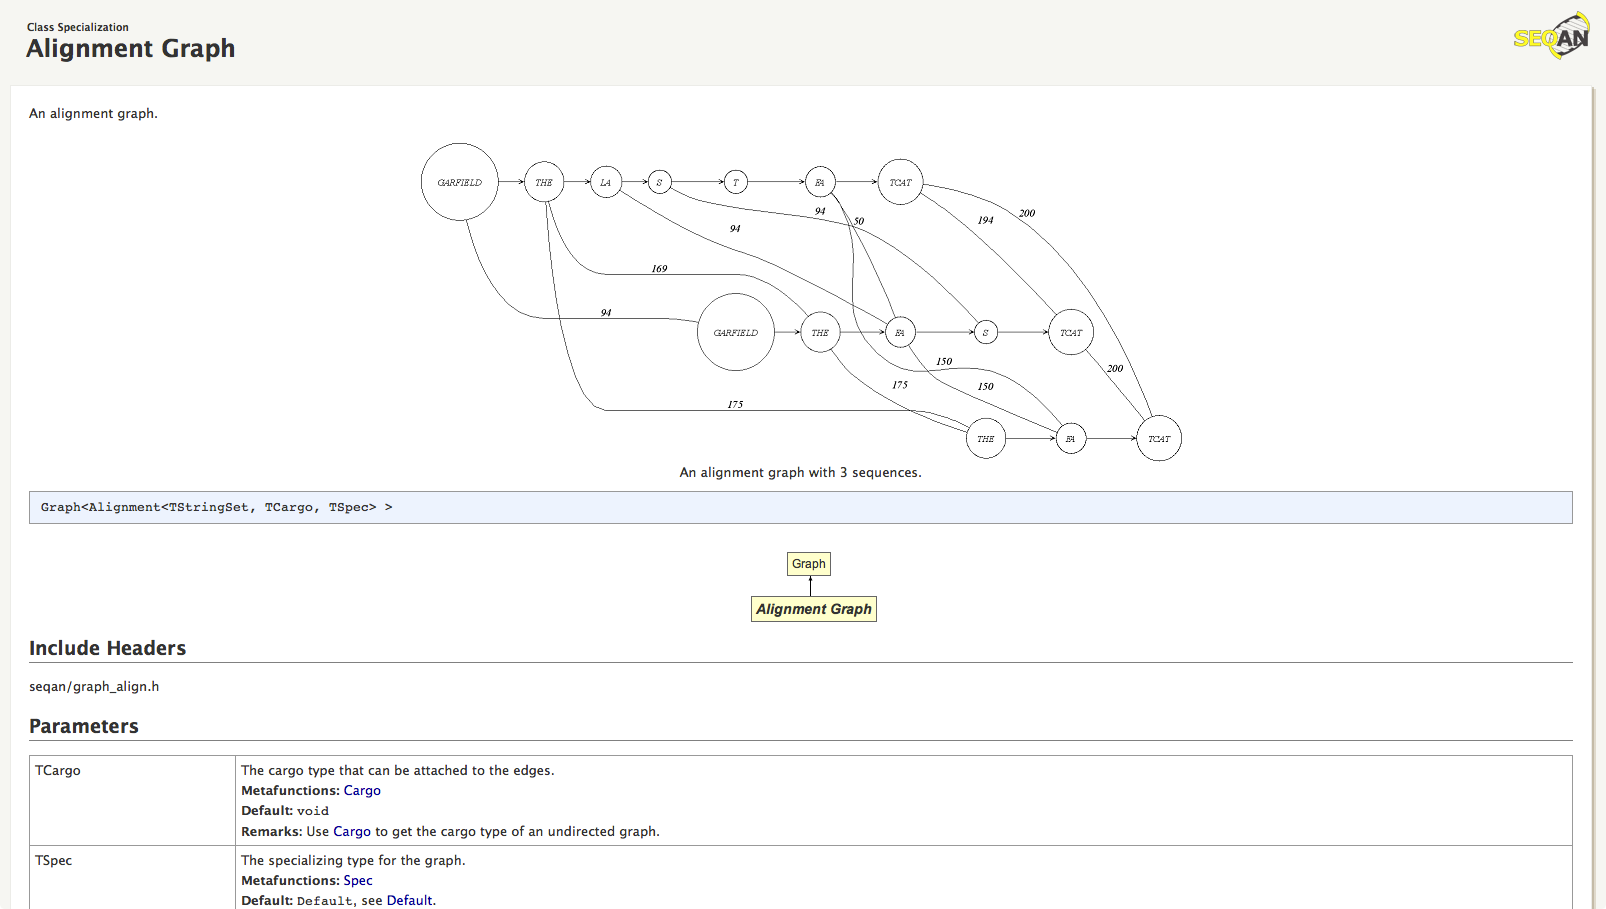 Class Specialization
Alignment Graph
SEQAN
An alignment graph.
GARFIELD THE LA S T FA TCAT
94 50 194 200
94
169
94
GARFIELD THE FA S TCAT
150 200
175 150
175
THE FA TCAT
An alignment graph with 3 sequences.
Graph<Alignment<TStringSet, TCargo, TSpec> >
Graph
Alignment Graph
Include Headers
seqan/graph_align.h
Parameters
TCargo The cargo type that can be attached to the edges.
Metafunctions: Cargo
Default: void
Remarks: Use Cargo to get the cargo type of an undirected graph.
TSpec The specializing type for the graph.
Metafunctions: Spec
Default: Default, see Default.